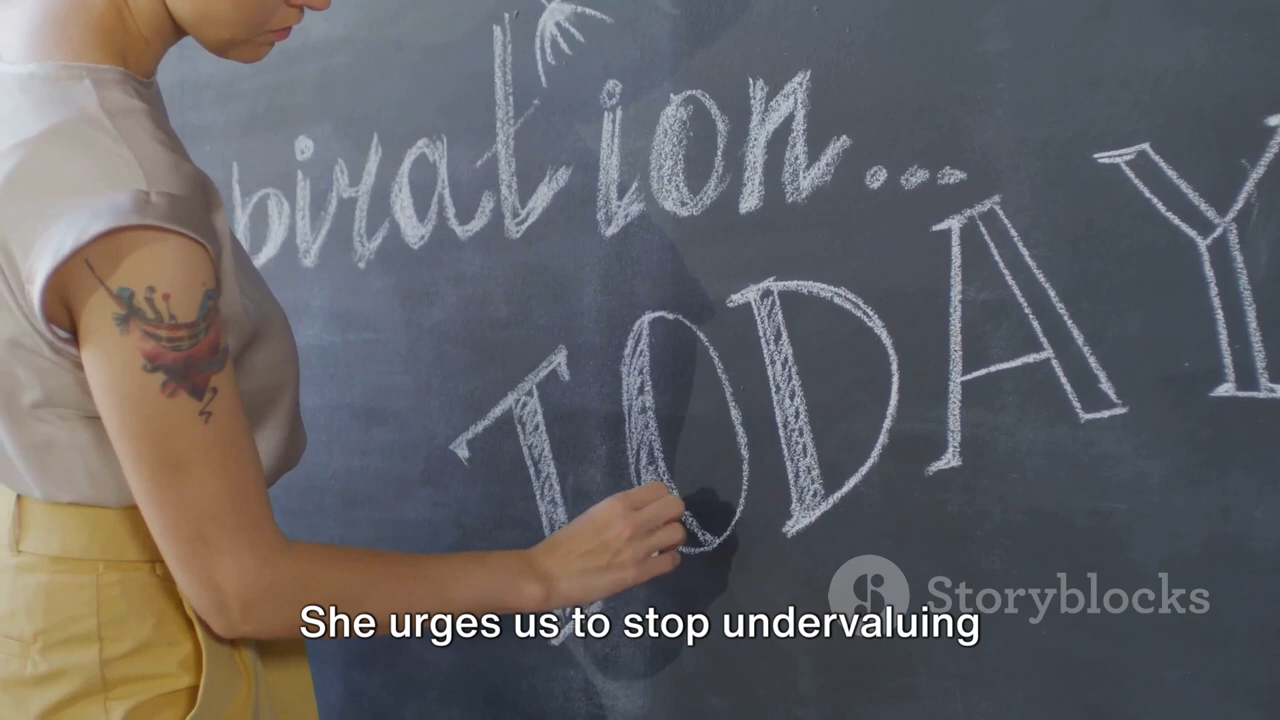 piration...
TODAY
Storyblocks
She urges us to stop undervaluing